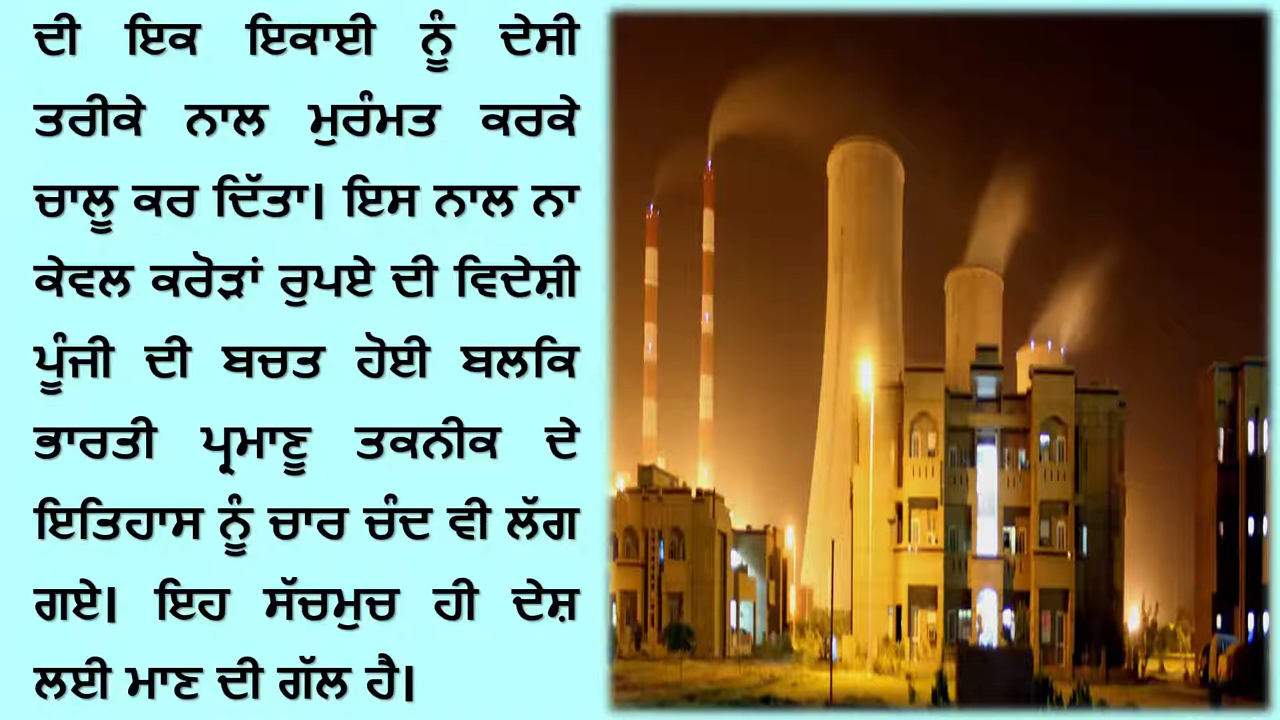 ਦੀ ਇਕ ਇਕਾਈ ਨੂੰ ਦੇਸੀ
ਤਰੀਕੇ ਨਾਲ ਮੁਰੰਮਤ ਕਰਕੇ
ਚਾਲੂ ਕਰ ਦਿੱਤਾ। ਇਸ ਨਾਲ ਨਾ
ਕੇਵਲ ਕਰੋੜਾਂ ਰੁਪਏ ਦੀ ਵਿਦੇਸ਼ੀ
ਪੂੰਜੀ ਦੀ ਬਚਤ ਹੋਈ ਬਲਕਿ
ਭਾਰਤੀ ਪ੍ਰਮਾਣੂ ਤਕਨੀਕ ਦੇ
ਇਤਿਹਾਸ ਨੂੰ ਚਾਰ ਚੰਦ ਵੀ ਲੱਗ
ਗਏ। ਇਹ ਸੱਚਮੁਚ ਹੀ ਦੇਸ਼
ਲਈ ਮਾਣ ਦੀ ਗੱਲ ਹੈ।